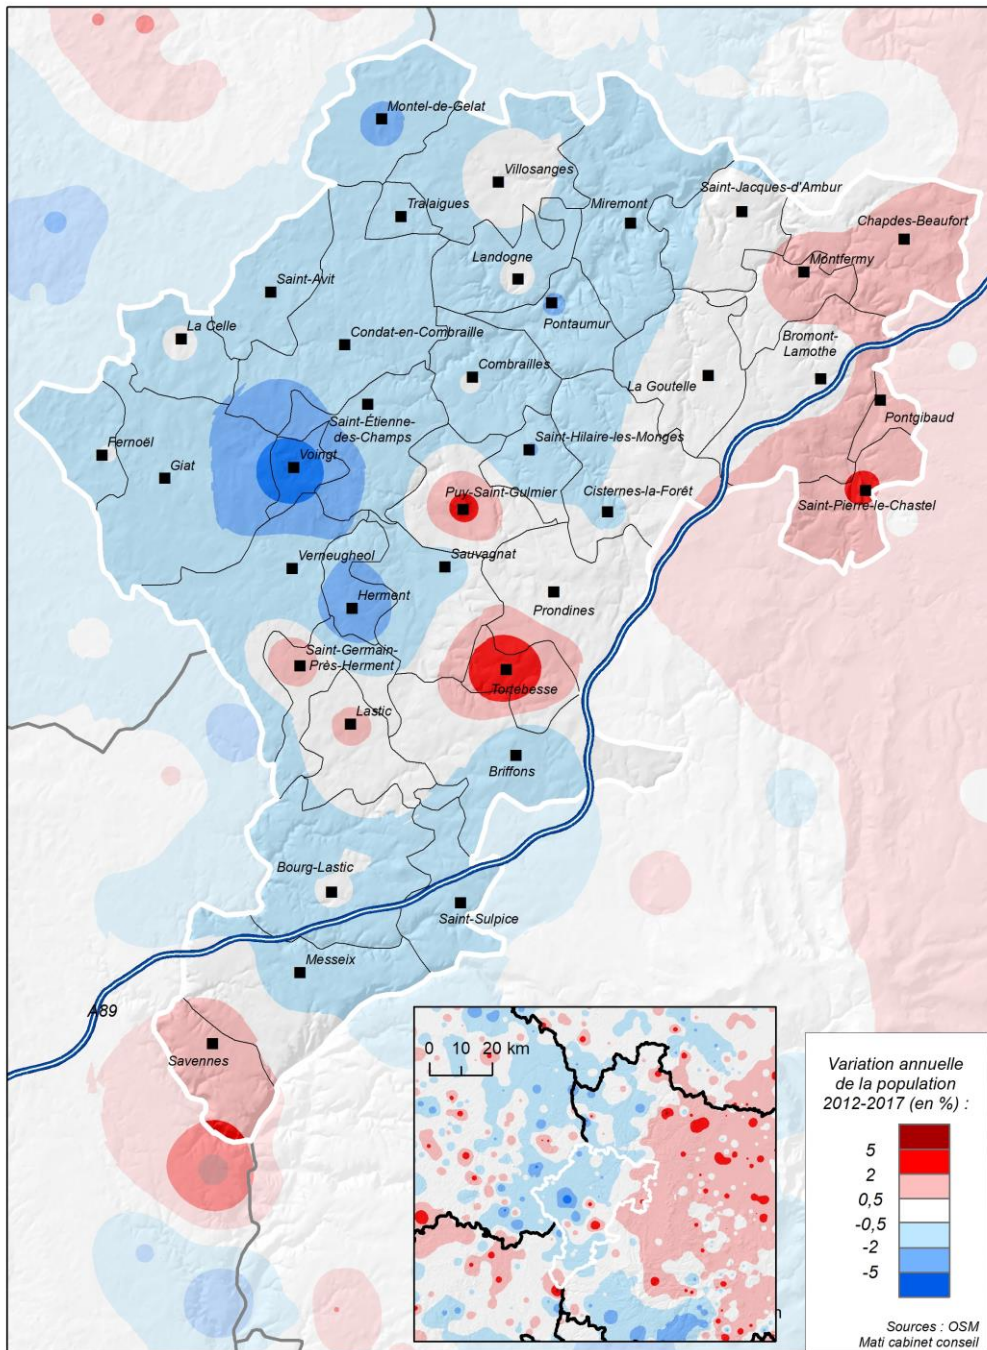 Montel-de-Gelat
Villosanges
Saint-Jacques-d'Ambur
Tralaigues
Miremont
Chapdes-Beaufort
Landogne
Montfermy
Saint-Avit
Pontaumur
La Celle
Condat-en-Combraille
Bromont-
Lamothe
Combrailles
La Goutelle
Pontgibaud
Saint-Étienne-
des-Champs
Saint-Hilaire-les-Monges
Fernoël
Voingt
Giat
Puy-Saint-Gulmier
Cisternes-la-Forêt
Saint-Pierre-le-Chastel
Verneugheol
Sauvagnat
Herment
Prondines
Saint-Germain-
Près-Herment
Tortebesse
Lastic
Briffons
Bourg-Lastic
Saint-Sulpice
Messeix
A89
Savennes
0 10 20 km
Variation annuelle
de la population
2012-2017 (en %) :
5
2
0,5
-0,5
-2
-5
Sources : OSM
Mati cabinet conseil